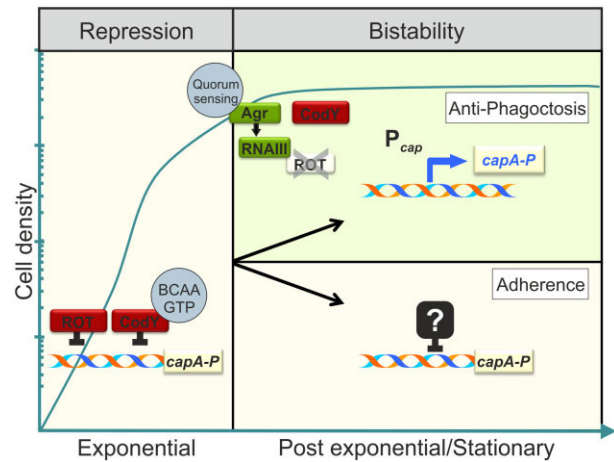 Repression
Bistability
Quorum
sensing
Agr
CodY
RNAIII
ROT
Anti-Phagoctosis
Pcap
capA-P
Cell density
BCAA
GTP
ROT
CodY
capA-P
Adherence
?
capA-P
Exponential
Post exponential/Stationary